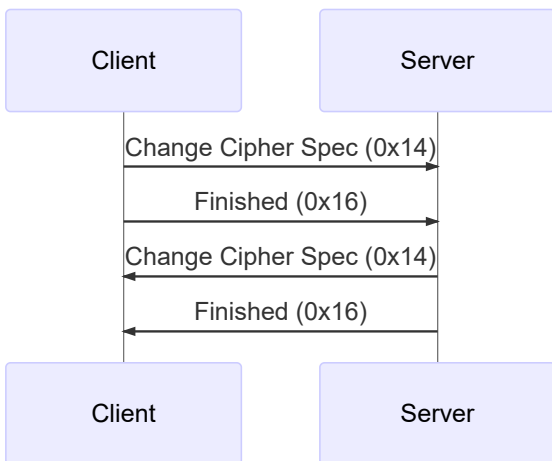 Client
Server
Change Cipher Spec (0x14)
Finished (0x16)
Change Cipher Spec (0x14)
Finished (0x16)
Client
Server